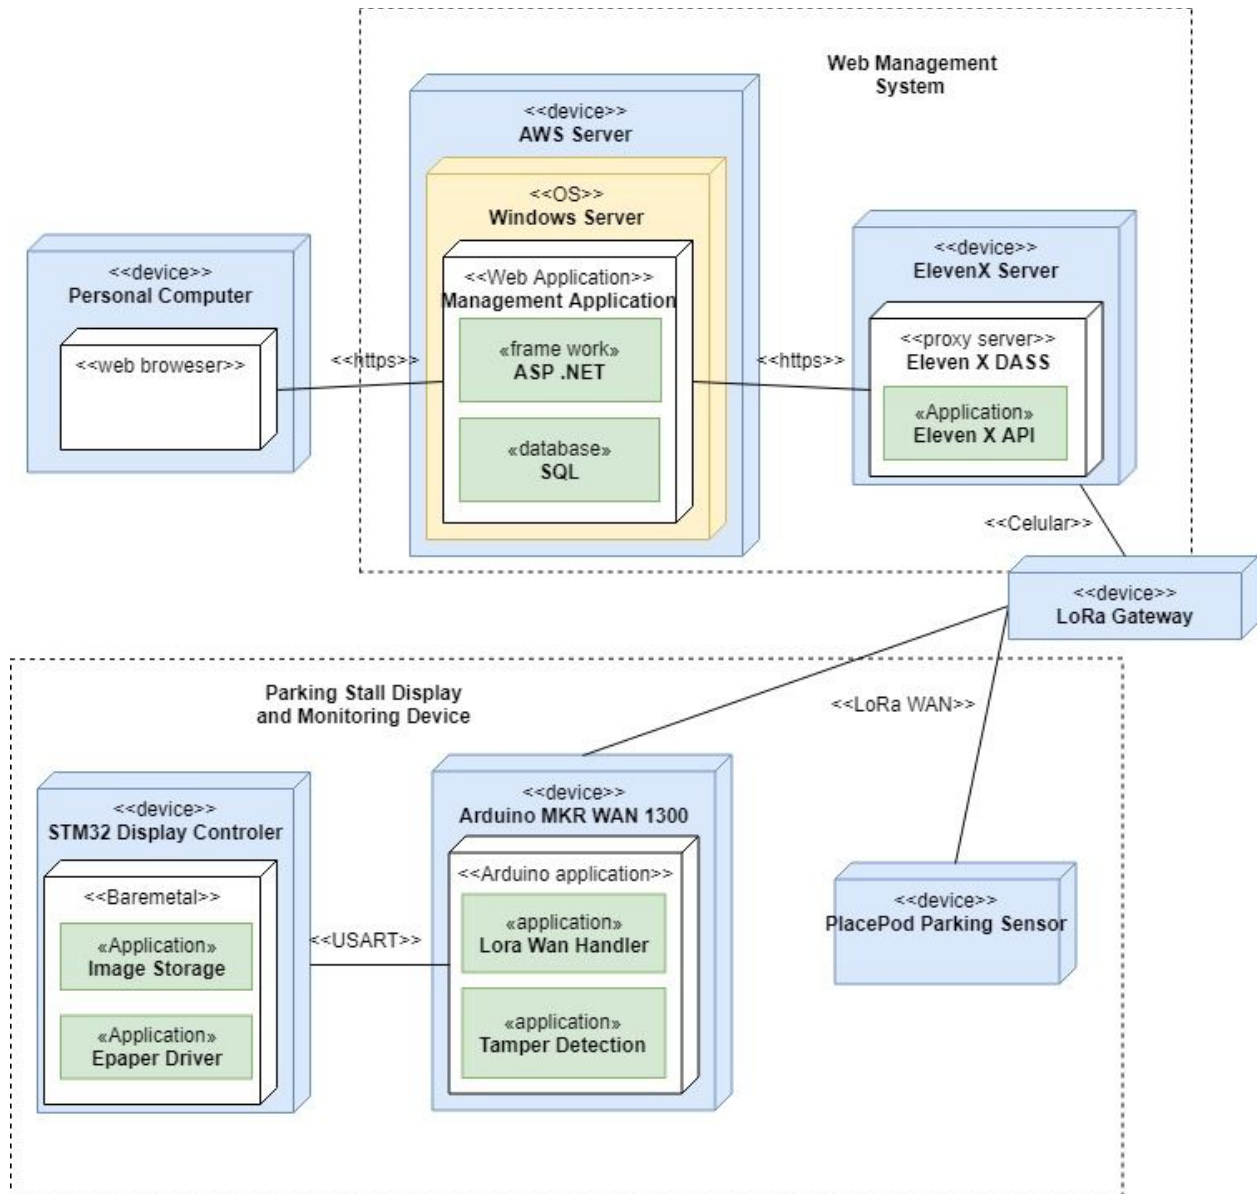 Web Management
System
<<device>>
AWS Server
<<OS>>
Windows Server
<<Web Application>>
Management Application
«frame work»
ASP .NET
«database»
SQL
<<device>>
Personal Computer
<<web broweser>>
<<https>>
<<https>>
<<device>>
ElevenX Server
<<proxy server>>
Eleven X DASS
«Application»
Eleven X API
<<Celular>>
<<device>>
LoRa Gateway
<<LoRa WAN>>
Parking Stall Display
and Monitoring Device
<<device>>
STM32 Display Controler
<<Baremetal>>
«Application»
Image Storage
«Application»
Epaper Driver
<<USART>>
<<device>>
Arduino MKR WAN 1300
<<Arduino application>>
«application»
Lora Wan Handler
«application»
Tamper Detection
<<device>>
PlacePod Parking Sensor